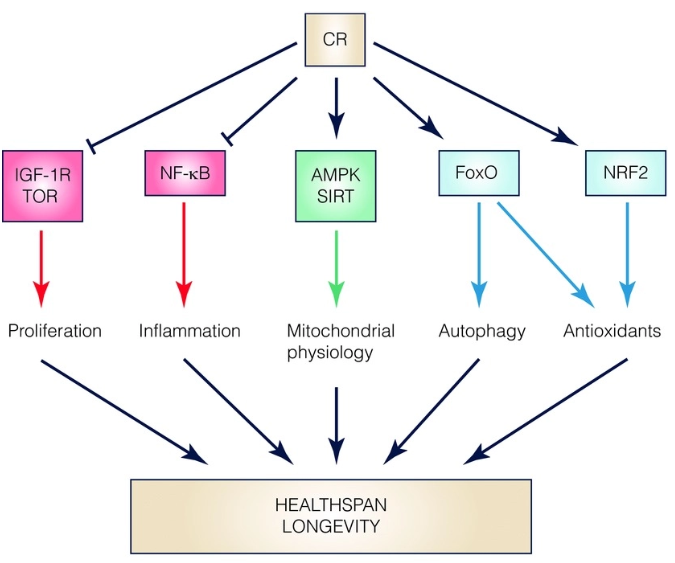 CR
IGF-1R
TOR
NF-κB
AMPK
SIRT
FoxO
NRF2
Proliferation
Inflammation
Mitochondrial
physiology
Autophagy
Antioxidants
HEALTHSPAN
LONGEVITY